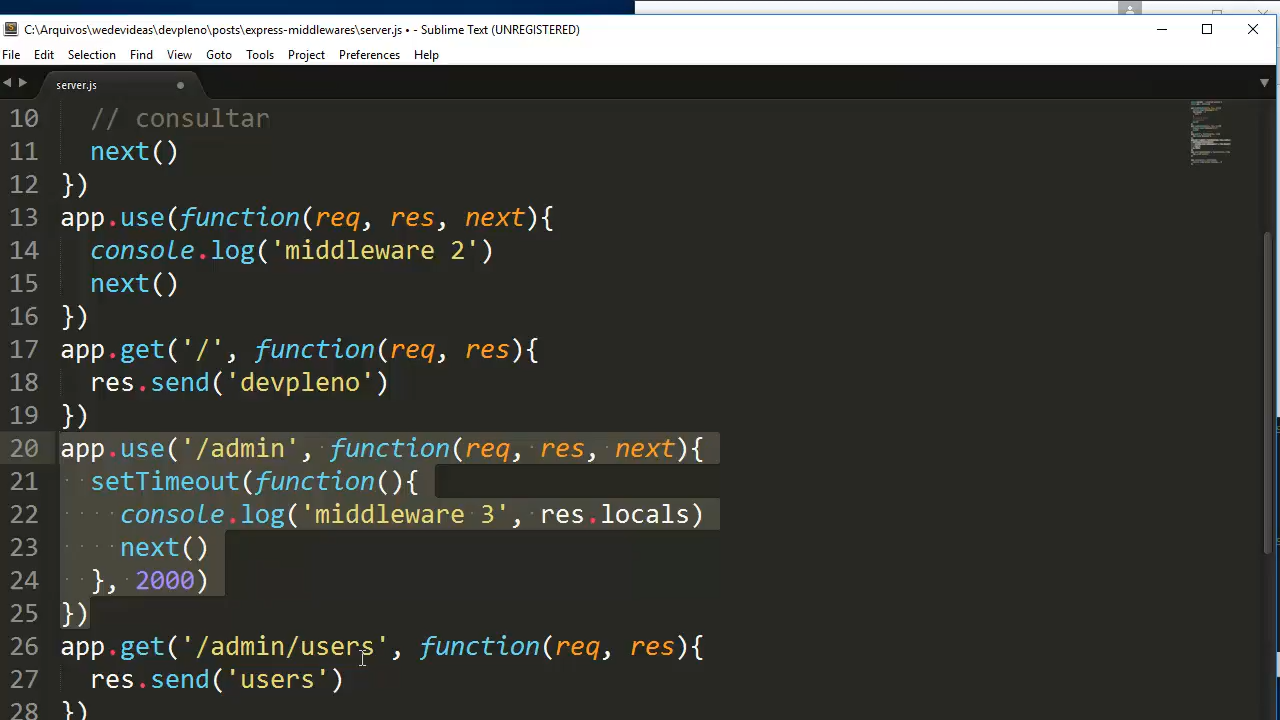 C:\Arquivos\wedevideas\devpleno\posts\express-middlewares\server.js • - Sublime Text (UNREGISTERED)
File Edit Selection Find View Goto Tools Project Preferences Help
server.js
10 // consultar
11 next()
12 })
13 app.use(function(req, res, next){
14 console.log('middleware 2')
15 next()
16 })
17 app.get('/', function(req, res){
18 res.send('devpleno')
19 })
20 app.use('/admin', function(req, res, next){
21 setTimeout(function(){
22 console.log('middleware 3', res.locals)
23 next()
24 }, 2000)
25 })
26 app.get('/admin/users', function(req, res){
27 res.send('users')
28 })